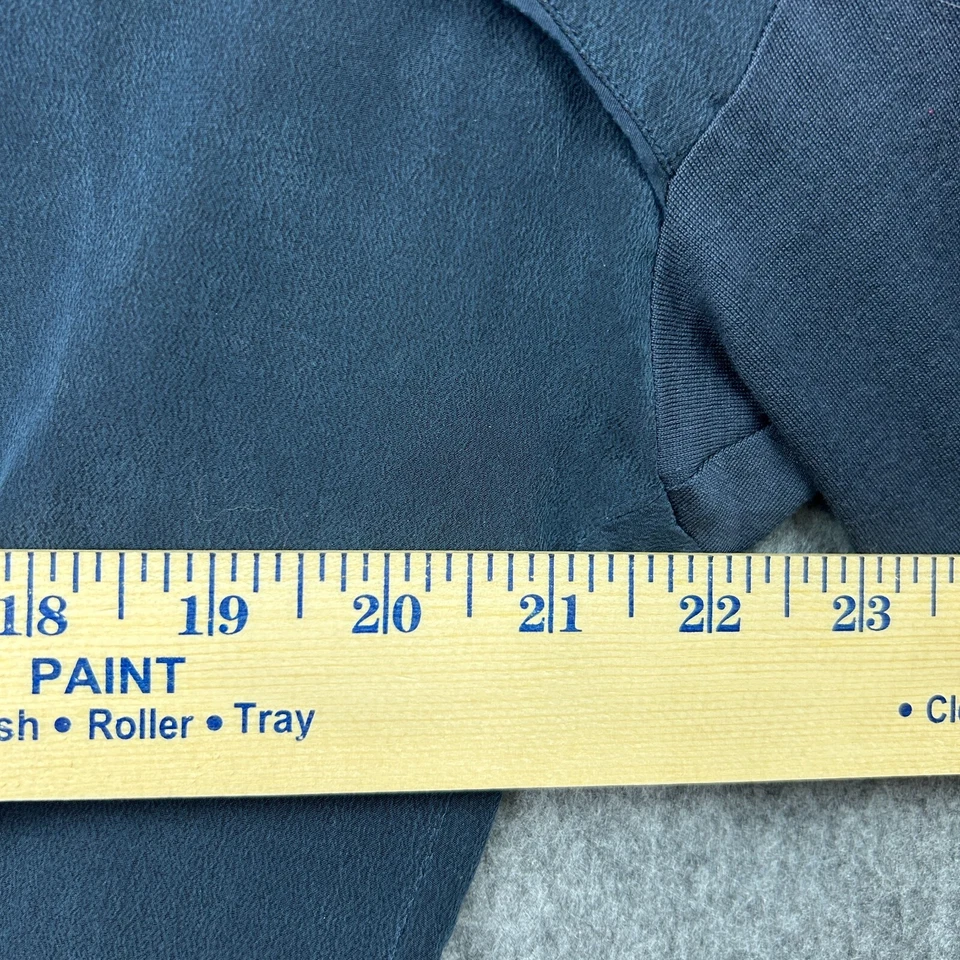 18 19 20 21 22 23
PAINT
sh • Roller • Tray
• Cl